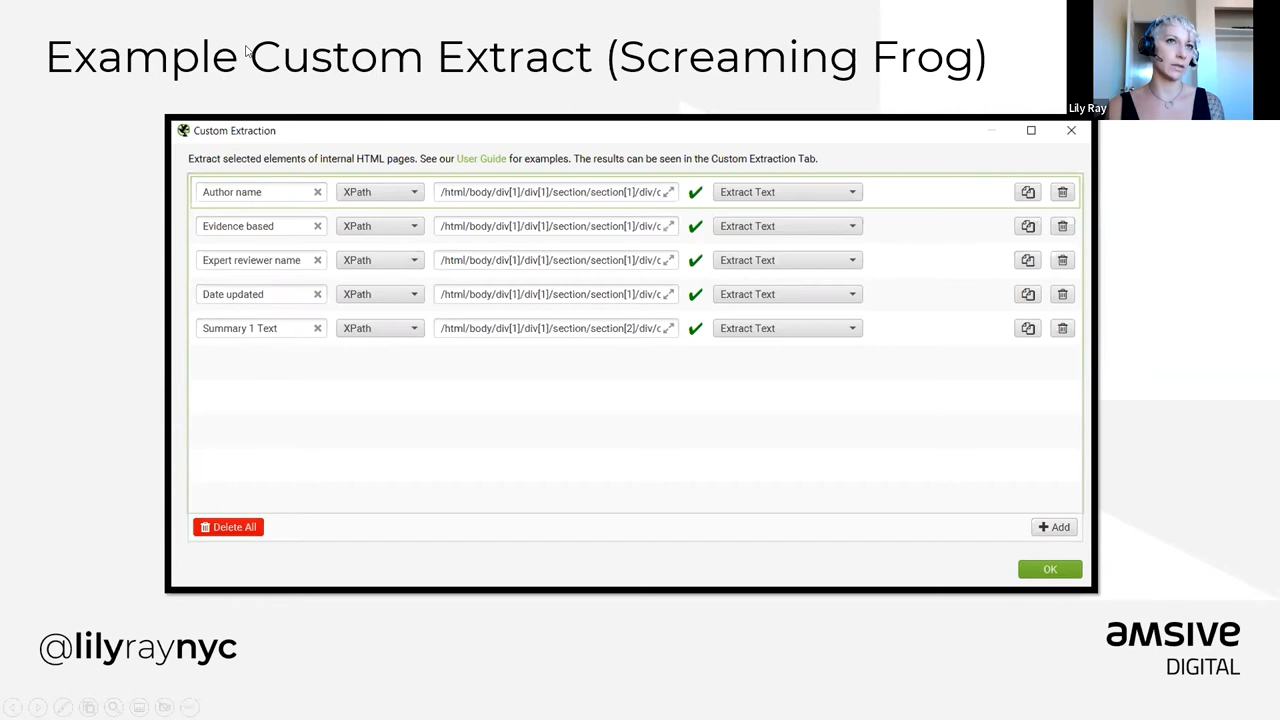 Example Custom Extract (Screaming Frog)
Lily Ray
Custom Extraction
Extract selected elements of internal HTML pages. See our User Guide for examples. The results can be seen in the Custom Extraction Tab.
Author name XPath /html/body/div[1]/div[1]/section/section[1]/div/c Extract Text
Evidence based XPath /html/body/div[1]/div[1]/section/section[1]/div/c Extract Text
Expert reviewer name XPath /html/body/div[1]/div[1]/section/section[1]/div/c Extract Text
Date updated XPath /html/body/div[1]/div[1]/section/section[1]/div/c Extract Text
Summary 1 Text XPath /html/body/div[1]/div[1]/section/section[2]/div/c Extract Text
Delete All
Add
OK
@lilyraynyc
amsive
DIGITAL